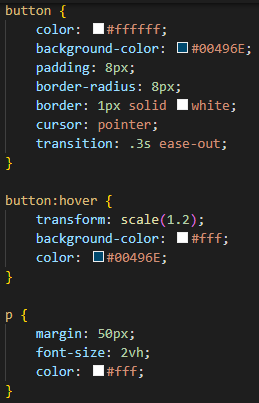 button {
    color: #ffffff;
    background-color: #00496E;
    padding: 8px;
    border-radius: 8px;
    border: 1px solid white;
    cursor: pointer;
    transition: .3s ease-out;
}

button:hover {
    transform: scale(1.2);
    background-color: #fff;
    color: #00496E;
}

p {
    margin: 50px;
    font-size: 2vh;
    color: #fff;
}